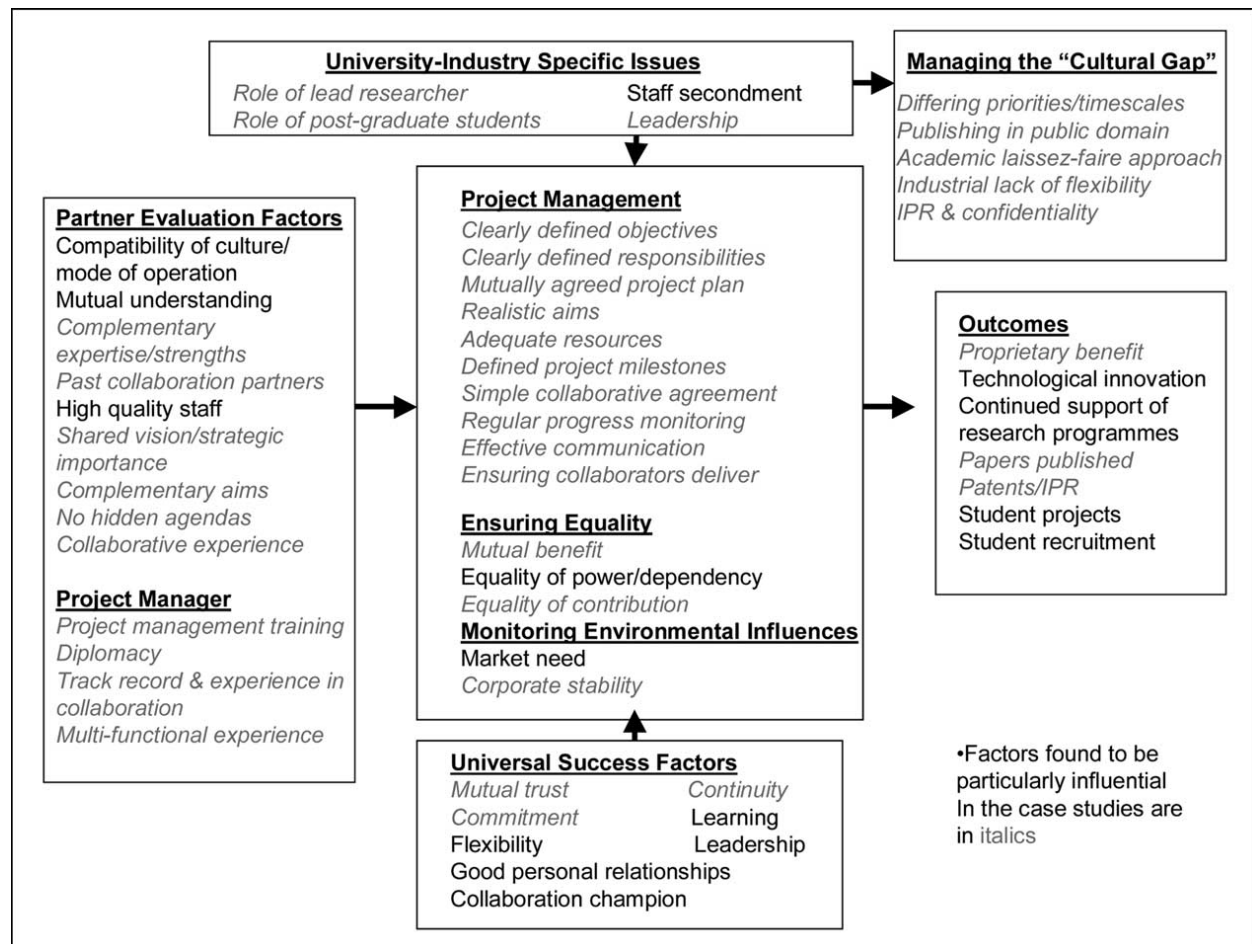 University-Industry Specific Issues
Role of lead researcher Staff secondment
Role of post-graduate students Leadership
Managing the “Cultural Gap”
Differing priorities/timescales
Publishing in public domain
Academic laissez-faire approach
Industrial lack of flexibility
IPR & confidentiality
Partner Evaluation Factors
Compatibility of culture/
mode of operation
Mutual understanding
Complementary
expertise/strengths
Past collaboration partners
High quality staff
Shared vision/strategic
importance
Complementary aims
No hidden agendas
Collaborative experience
Project Manager
Project management training
Diplomacy
Track record & experience in
collaboration
Multi-functional experience
Project Management
Clearly defined objectives
Clearly defined responsibilities
Mutually agreed project plan
Realistic aims
Adequate resources
Defined project milestones
Simple collaborative agreement
Regular progress monitoring
Effective communication
Ensuring collaborators deliver
Ensuring Equality
Mutual benefit
Equality of power/dependency
Equality of contribution
Monitoring Environmental Influences
Market need
Corporate stability
Outcomes
Proprietary benefit
Technological innovation
Continued support of
research programmes
Papers published
Patents/IPR
Student projects
Student recruitment
Universal Success Factors
Mutual trust Continuity
Commitment Learning
Flexibility Leadership
Good personal relationships
Collaboration champion
•Factors found to be
particularly influential
In the case studies are
in italics